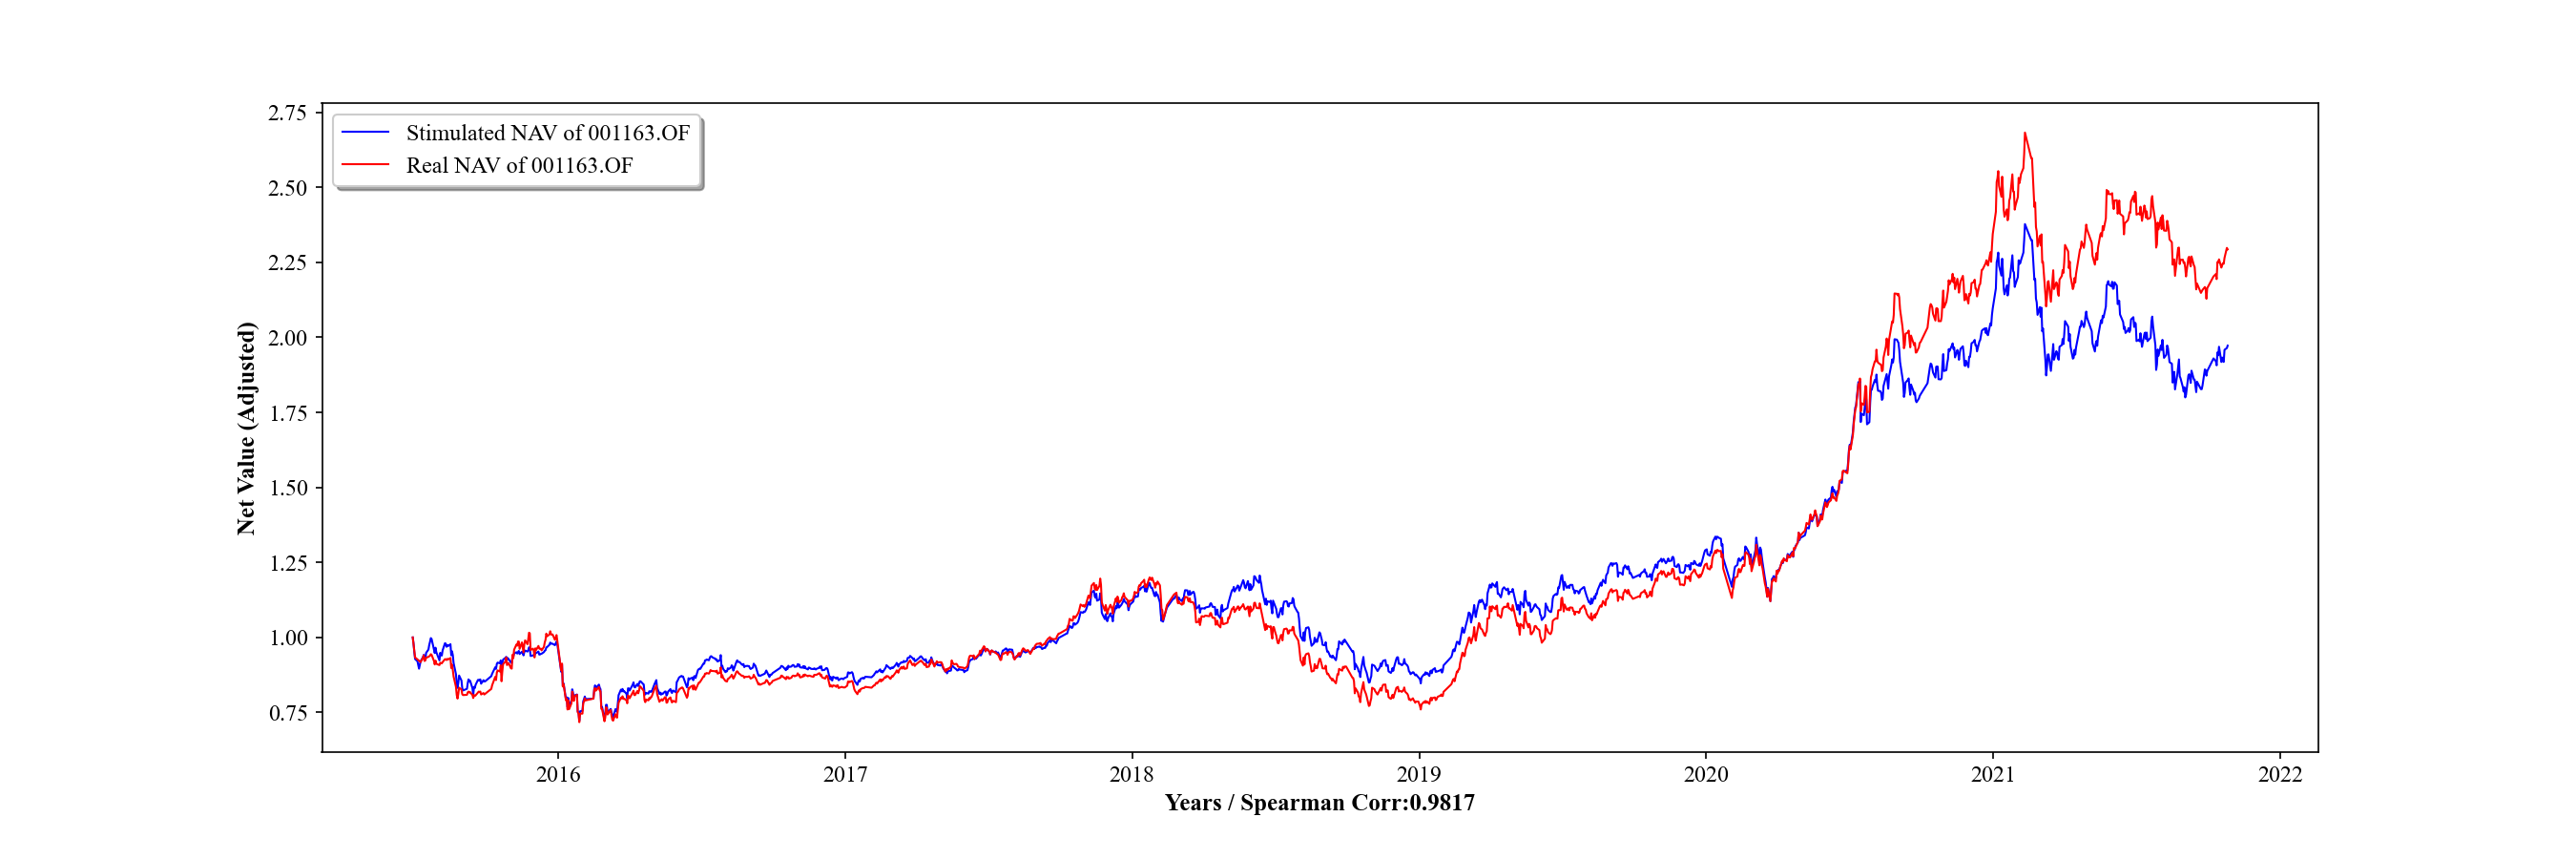 2.75
2.50
2.25
2.00
1.75
1.50
1.25
1.00
0.75
Net Value (Adjusted)
Stimulated NAV of 001163.OF
Real NAV of 001163.OF
2016 2017 2018 2019 2020 2021 2022
Years / Spearman Corr:0.9817